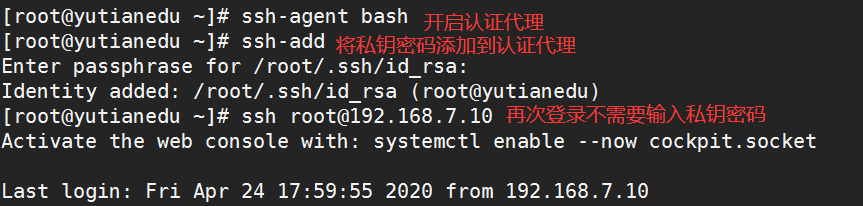 [root@yutianedu ~]# ssh-agent bash 开启认证代理
[root@yutianedu ~]# ssh-add 将私钥密码添加到认证代理
Enter passphrase for /root/.ssh/id_rsa:
Identity added: /root/.ssh/id_rsa (root@yutianedu)
[root@yutianedu ~]# ssh root@192.168.7.10 再次登录不需要输入私钥密码
Activate the web console with: systemctl enable --now cockpit.socket
Last login: Fri Apr 24 17:59:55 2020 from 192.168.7.10